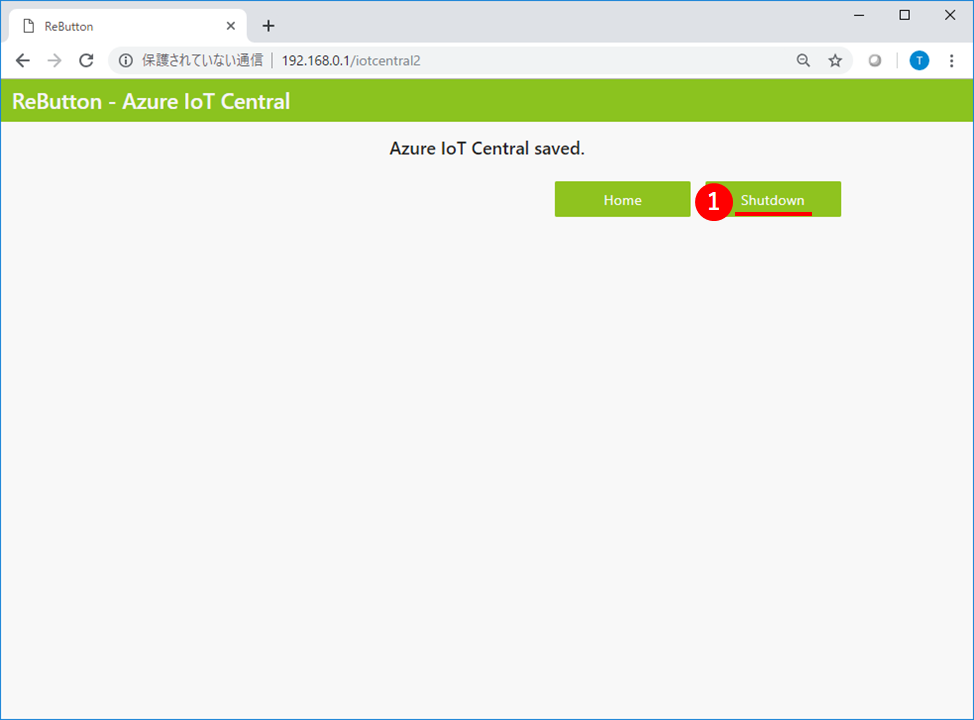 ReButton
保護されていない通信 192.168.0.1/iotcentral2
T
ReButton - Azure IoT Central
Azure IoT Central saved.
Home
1 Shutdown